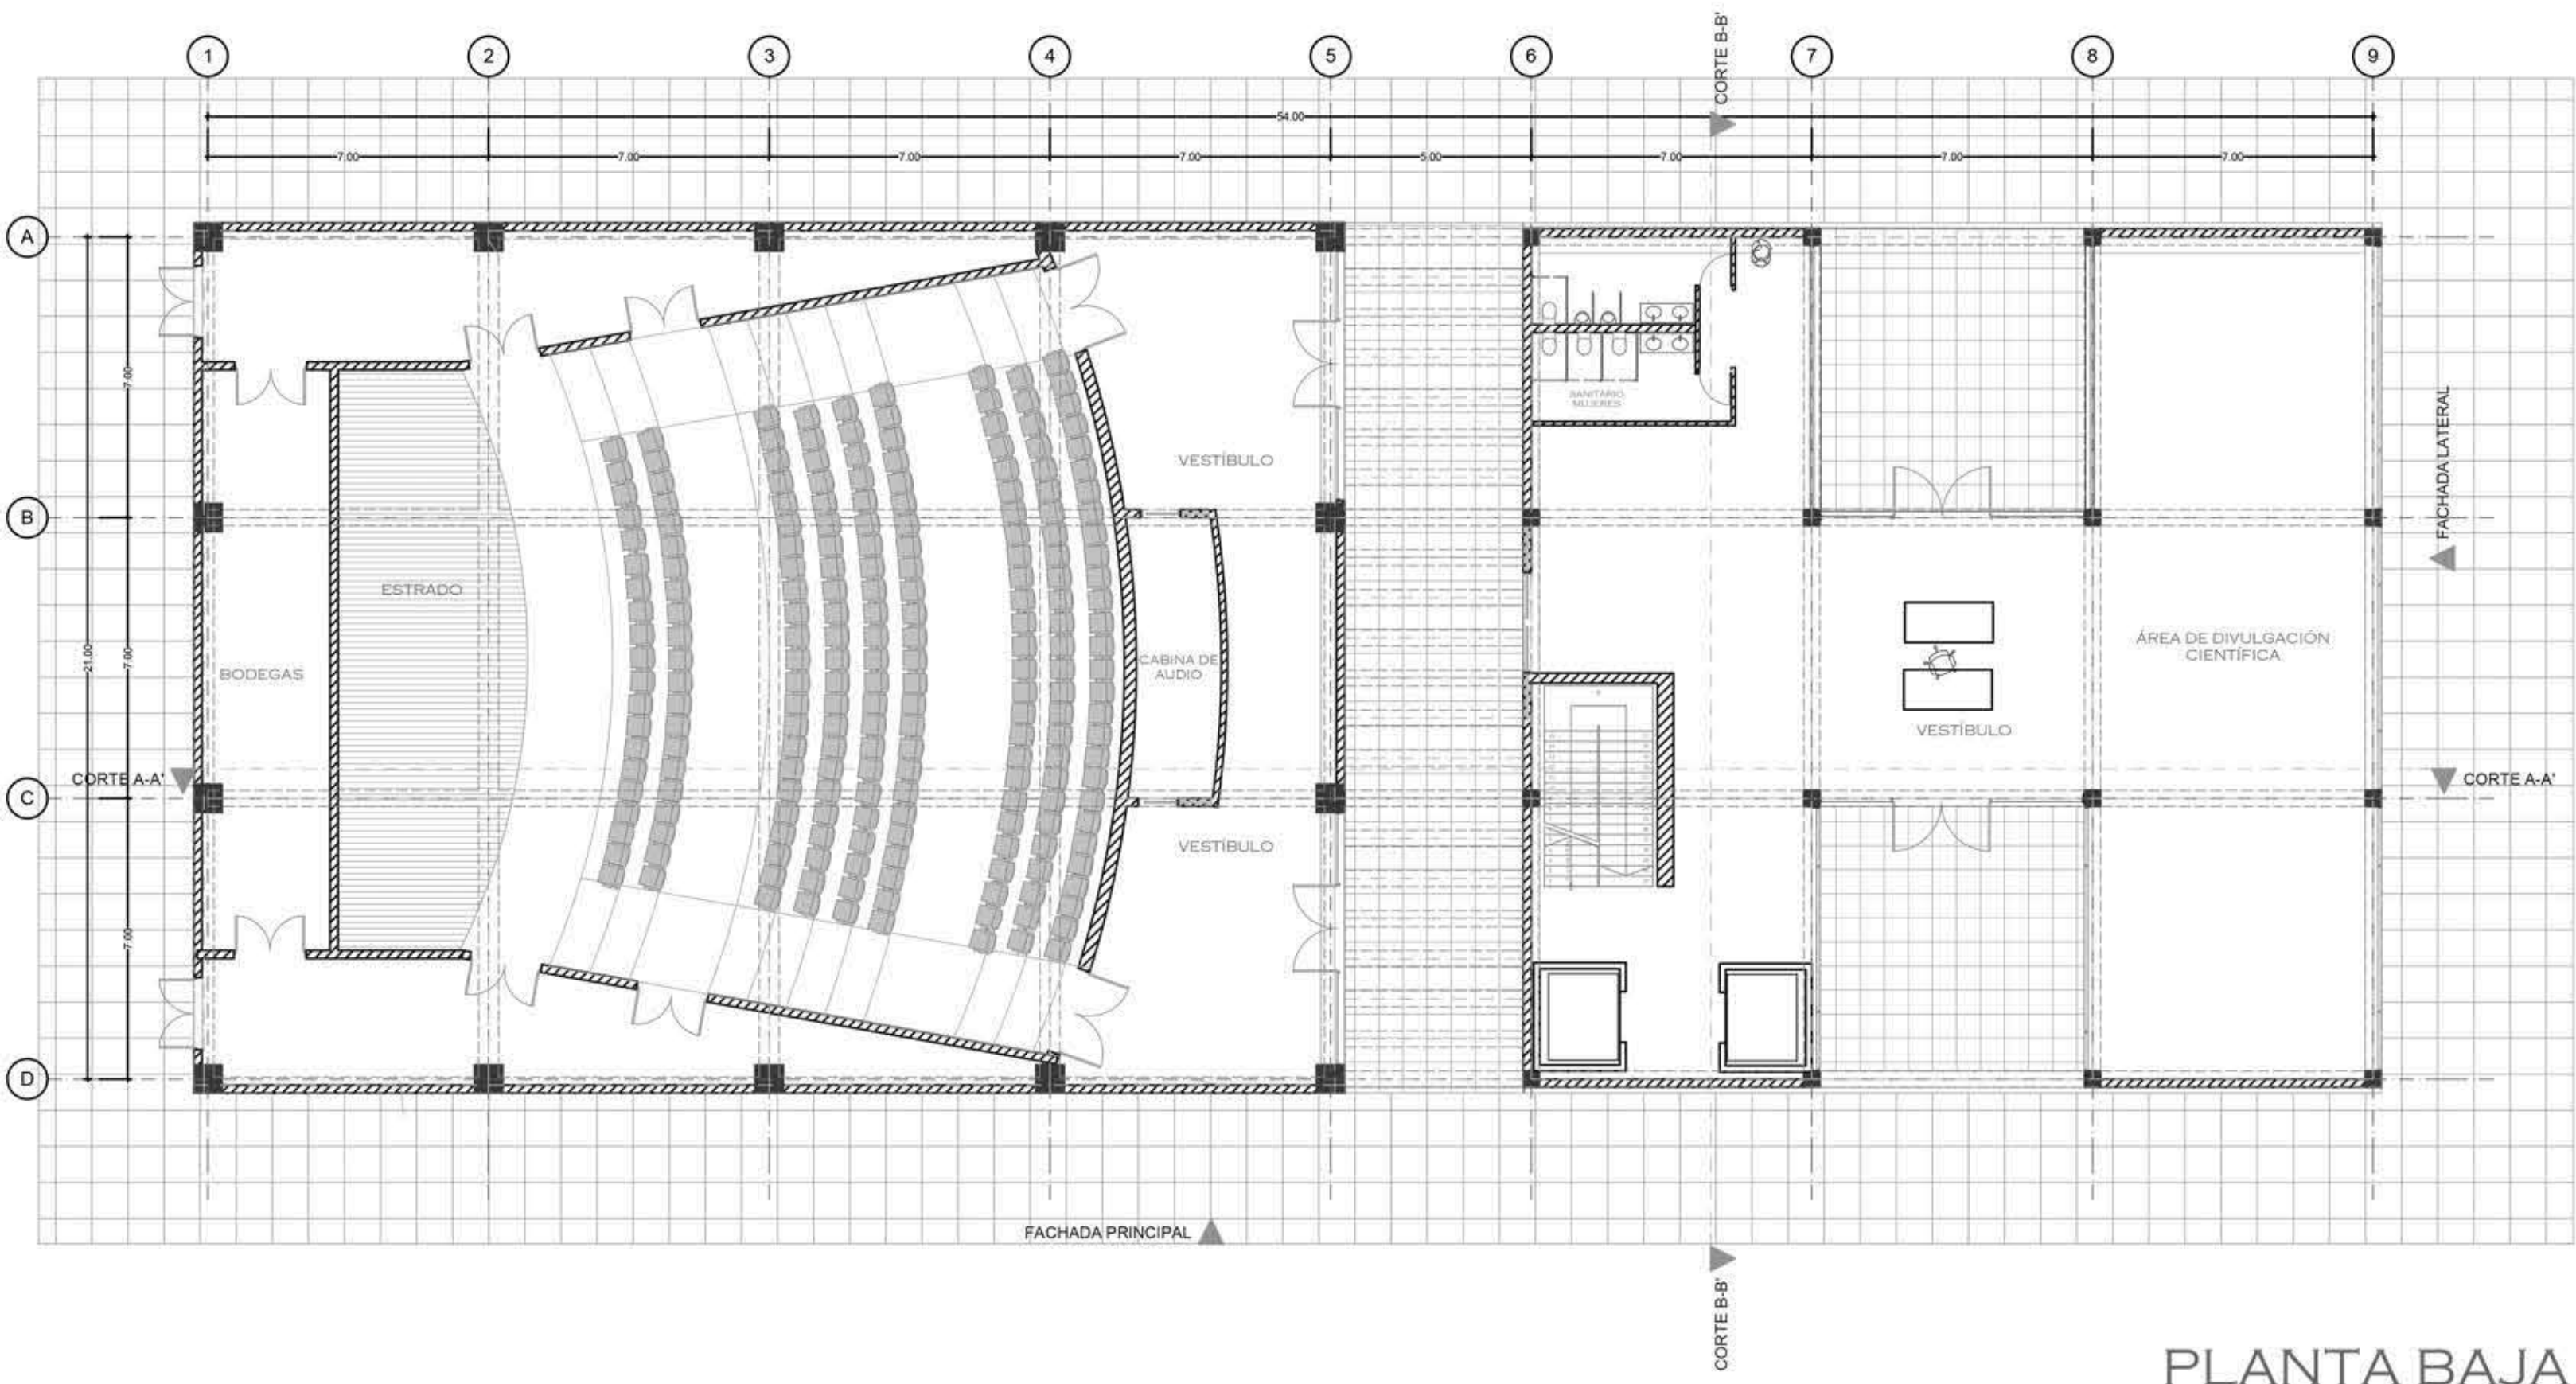 CORTE B-B'
1
2
3
4
5
6
7
8
9
54.00
7.00
7.00
7.00
7.00
5.00
7.00
7.00
7.00
A
B
C
D
21.00
7.00
7.00
7.00
SANITARIO
MUJERES
VESTÍBULO
FACHADA LATERAL
ESTRADO
BODEGAS
CABINA DE
AUDIO
ÁREA DE DIVULGACIÓN
CIENTÍFICA
VESTÍBULO
CORTE A-A'
CORTE A-A'
VESTÍBULO
FACHADA PRINCIPAL
CORTE B-B'
PLANTA BAJA